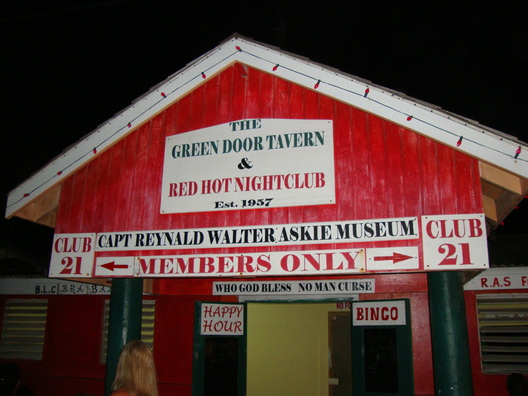 THE
GREEN DOOR TAVERN
&
RED HOT NIGHTCLUB
Est. 1957
CAPT REYNALD WALTER ASKIE MUSEUM
CLUB
21
MEMBERS ONLY
CLUB
21
WHO GOD BLESS NO MAN CURSE
HAPPY
HOUR
BINGO
R.A.S